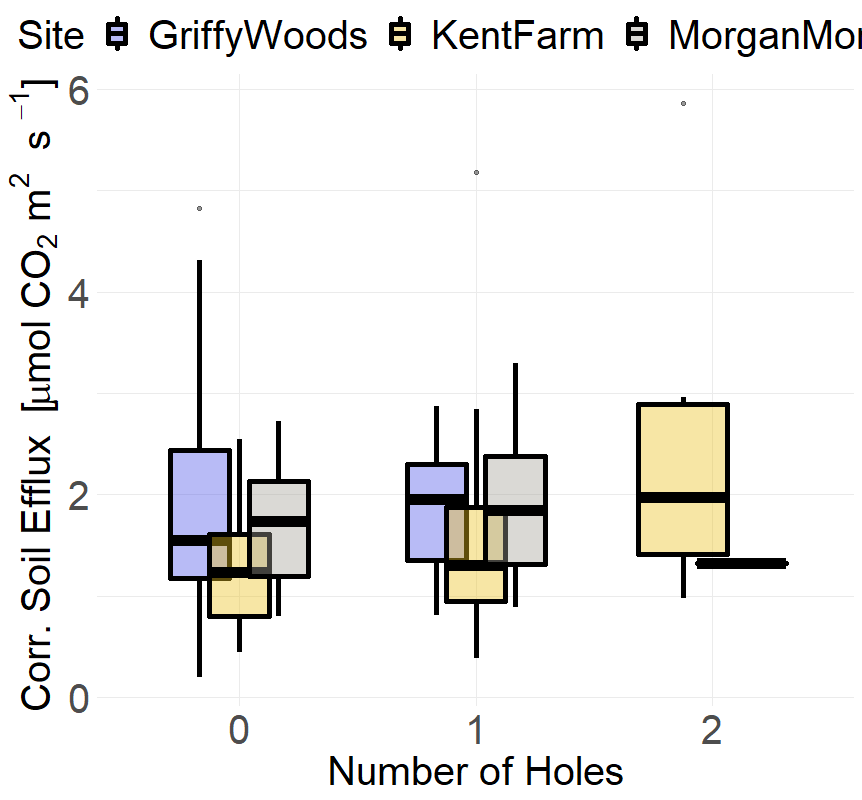 Site GriffyWoods KentFarm MorganMor
Corr. Soil Efflux [μmol CO₂ m² s⁻¹]
6
4
2
0
0 1 2
Number of Holes